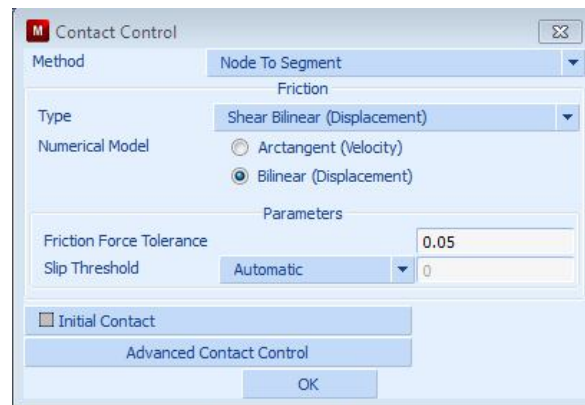 M Contact Control
Method Node To Segment
Friction
Type Shear Bilinear (Displacement)
Numerical Model Arctangent (Velocity)
Bilinear (Displacement)
Parameters
Friction Force Tolerance 0.05
Slip Threshold Automatic 0
Initial Contact
Advanced Contact Control
OK